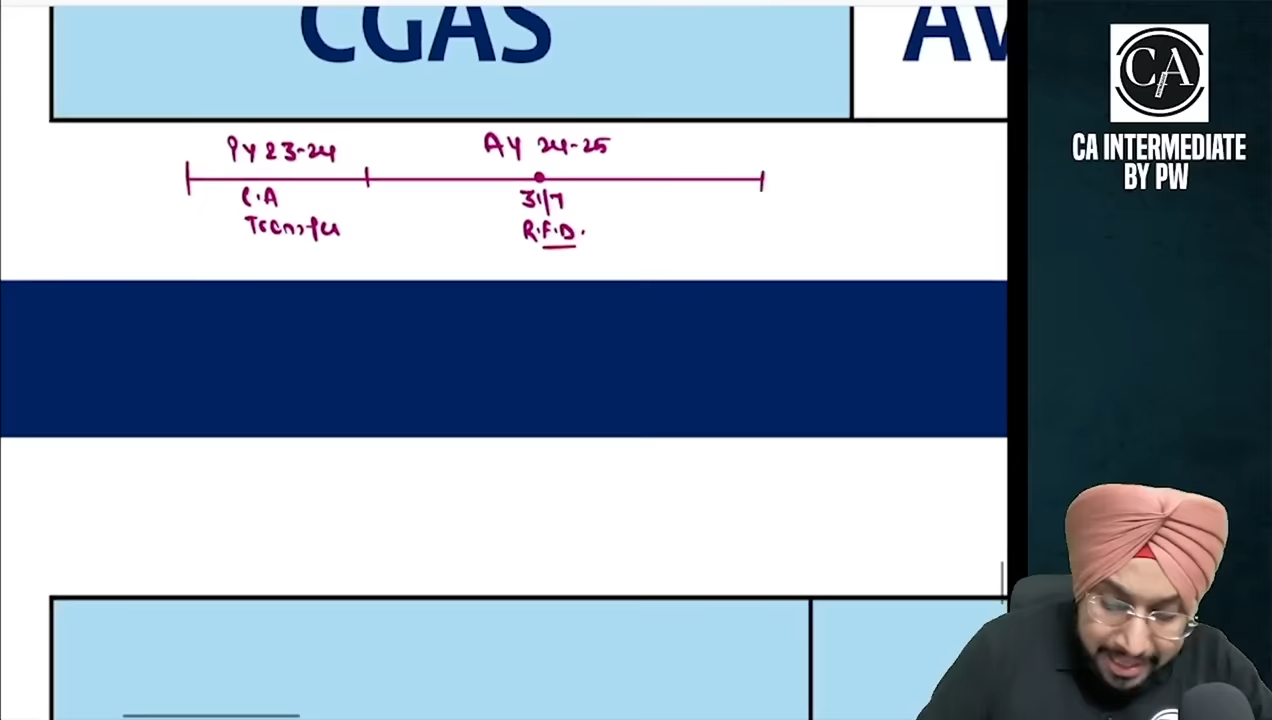 CGAS
AV
PY 23-24
AY 24-25
C.A
Transfer
31/7
R.F.D.
CA
CA INTERMEDIATE
BY PW